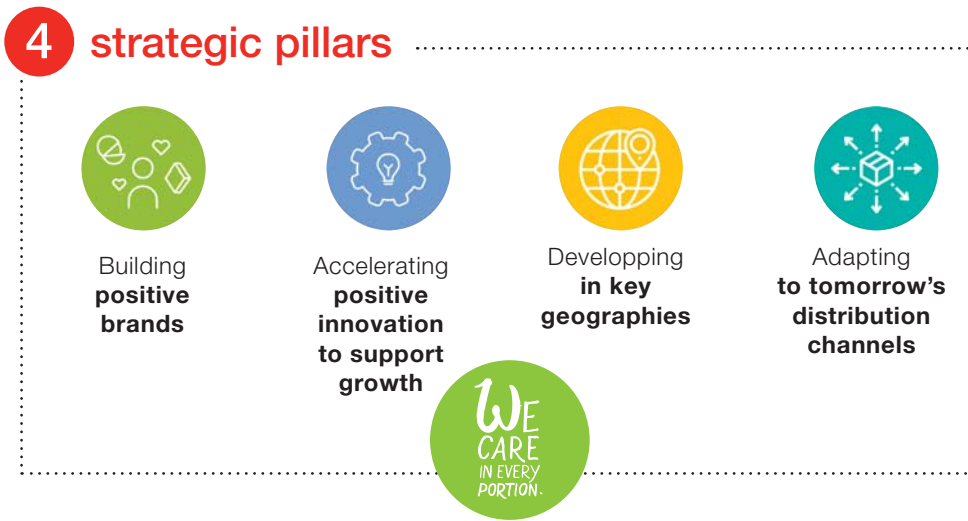 4 strategic pillars
Building
positive
brands
Accelerating
positive
innovation
to support
growth
Developping
in key
geographies
Adapting
to tomorrow’s
distribution
channels
WE
CARE
IN EVERY
PORTION.